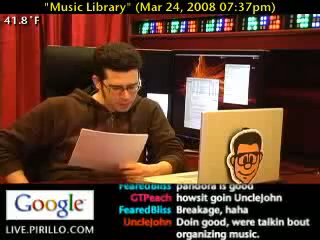 "Music Library" (Mar 24, 2008 07:37pm)
41.8°F
Google
LIVE.PIRILLO.COM
FearedBliss pandora is good
GTPeach howsit goin UncleJohn
FearedBliss Breakage, haha
UncleJohn Doin good, were talkin bout
organizing music.